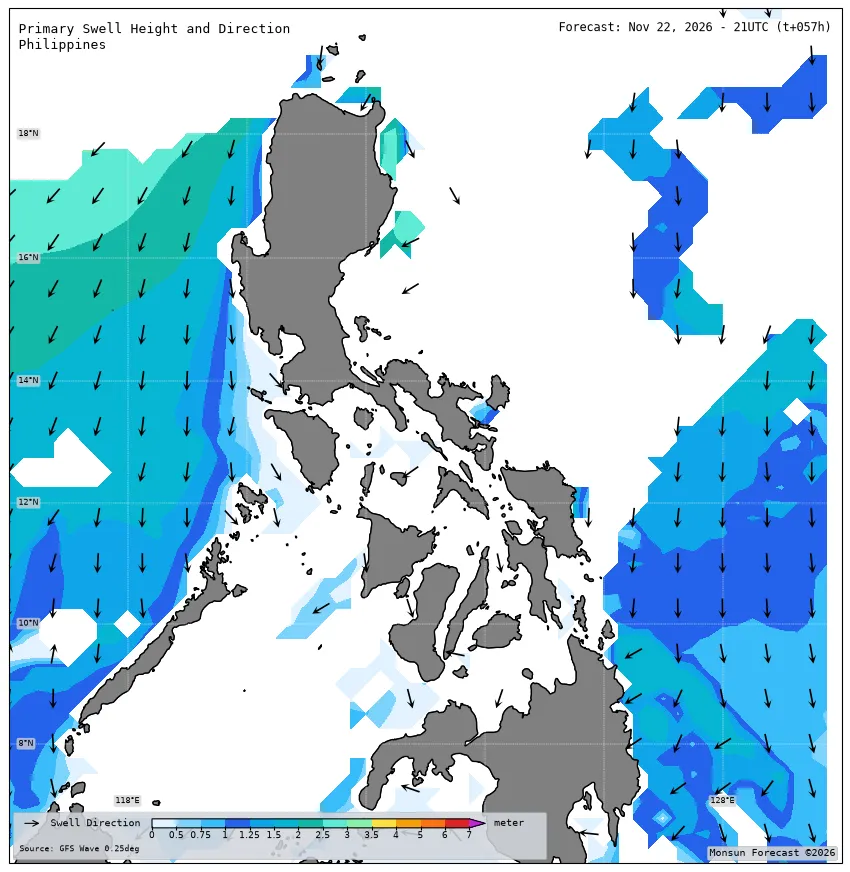 Primary Swell Height and Direction
Philippines
Forecast: Nov 22, 2026 - 21UTC (t+057h)
18°N
16°N
14°N
12°N
10°N
8°N
118°E
128°E
Swell Direction
0 0.5 0.75 1 1.25 1.5 2 2.5 3 3.5 4 5 6 7
meter
Source: GFS Wave 0.25deg
Monsun Forecast ©2026